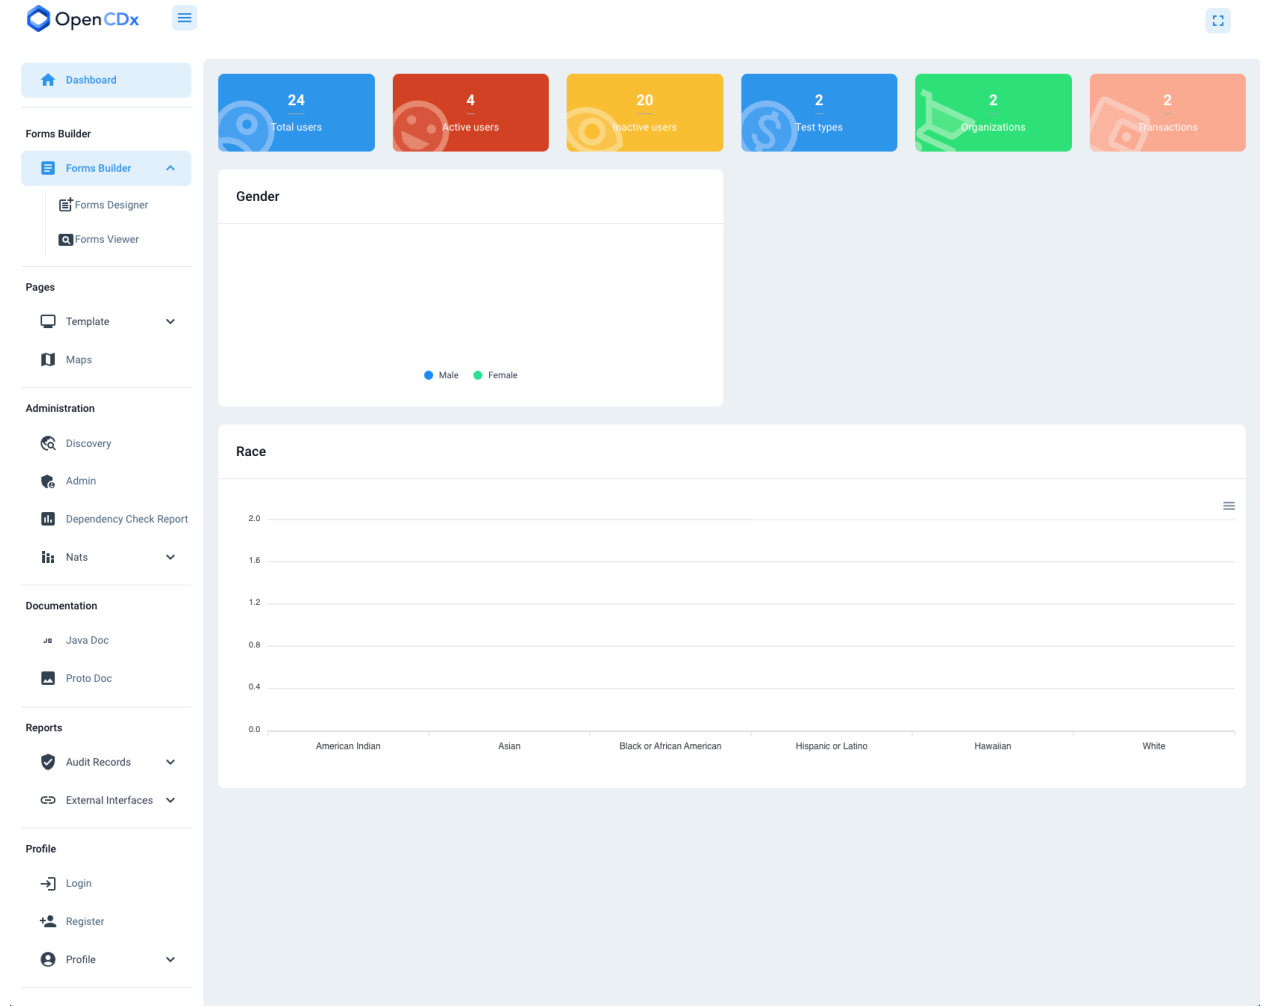 OpenCDx
Dashboard
Forms Builder
Forms Builder
Forms Designer
Forms Viewer
Pages
Template
Maps
Administration
Discovery
Admin
Dependency Check Report
Nats
Documentation
JB Java Doc
Proto Doc
Reports
Audit Records
External Interfaces
Profile
Login
Register
Profile
24
Total users
4
Active users
20
Inactive users
2
Test types
2
Organizations
2
Transactions
Gender
Male Female
Race
2.0
1.6
1.2
0.8
0.4
0.0
American Indian Asian Black or African American Hispanic or Latino Hawaiian White